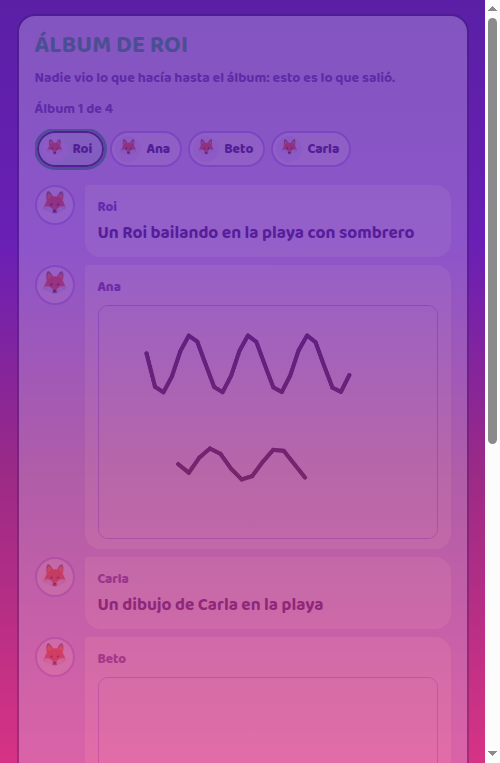 ÁLBUM DE ROI
Nadie vio lo que hacía hasta el álbum: esto es lo que salió.
Álbum 1 de 4
Roi Ana Beto Carla
Roi
Un Roi bailando en la playa con sombrero
Ana
Carla
Un dibujo de Carla en la playa
Beto